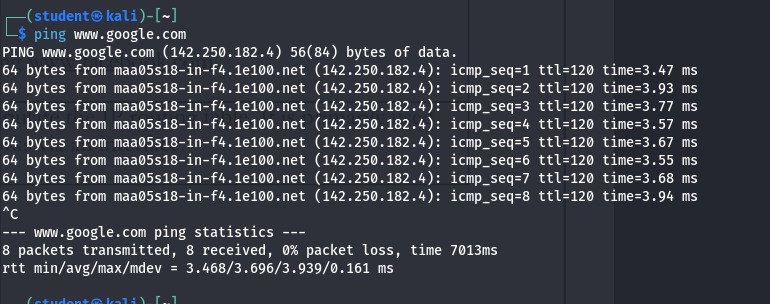 ┌──(student㉿kali)-[~]
└─$ ping www.google.com
PING www.google.com (142.250.182.4) 56(84) bytes of data.
64 bytes from maa05s18-in-f4.1e100.net (142.250.182.4): icmp_seq=1 ttl=120 time=3.47 ms
64 bytes from maa05s18-in-f4.1e100.net (142.250.182.4): icmp_seq=2 ttl=120 time=3.93 ms
64 bytes from maa05s18-in-f4.1e100.net (142.250.182.4): icmp_seq=3 ttl=120 time=3.77 ms
64 bytes from maa05s18-in-f4.1e100.net (142.250.182.4): icmp_seq=4 ttl=120 time=3.57 ms
64 bytes from maa05s18-in-f4.1e100.net (142.250.182.4): icmp_seq=5 ttl=120 time=3.67 ms
64 bytes from maa05s18-in-f4.1e100.net (142.250.182.4): icmp_seq=6 ttl=120 time=3.55 ms
64 bytes from maa05s18-in-f4.1e100.net (142.250.182.4): icmp_seq=7 ttl=120 time=3.68 ms
64 bytes from maa05s18-in-f4.1e100.net (142.250.182.4): icmp_seq=8 ttl=120 time=3.94 ms
^C
--- www.google.com ping statistics ---
8 packets transmitted, 8 received, 0% packet loss, time 7013ms
rtt min/avg/max/mdev = 3.468/3.696/3.939/0.161 ms
┌──(student㉿kali)-[~]